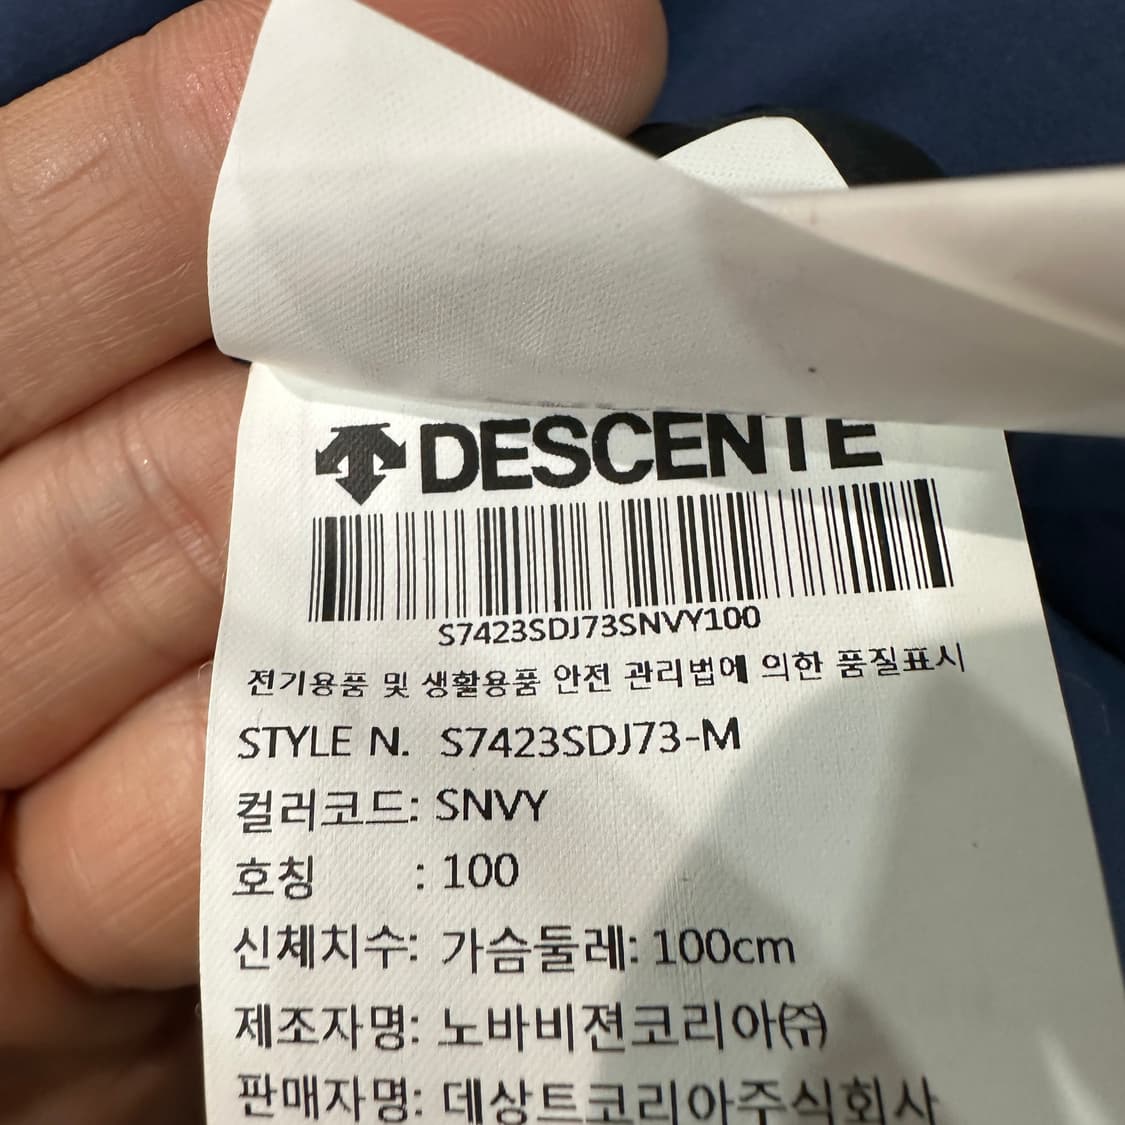 DESCENTE
S7423SDJ73SNVY100
전기용품 및 생활용품 안전 관리법에 의한 품질표시
STYLE N. S7423SDJ73-M
컬러코드: SNVY
호칭 : 100
신체치수: 가슴둘레: 100cm
제조자명: 노바비젼코리아㈜
판매자명: 데상트코리아주식회사